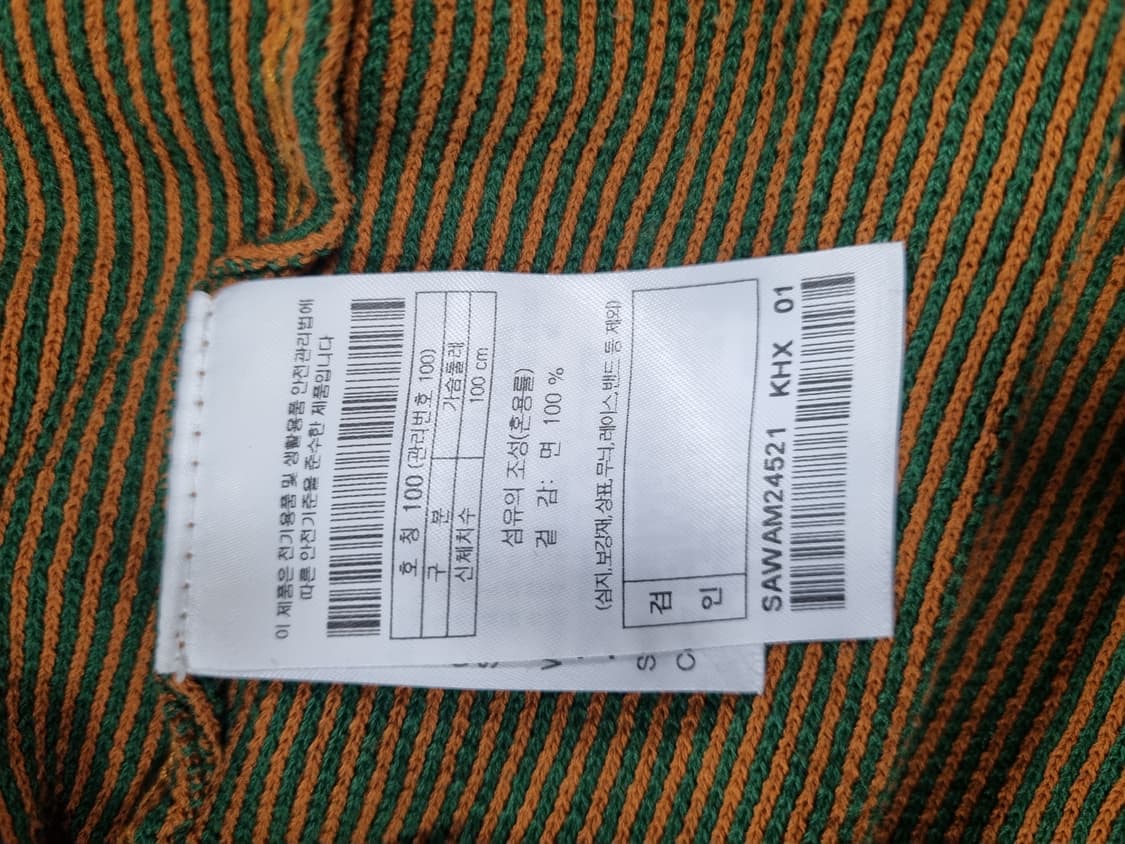 이 제품은 전기용품 및 생활용품 안전관리법에
따른 안전기준을 준수한 제품입니다
호 칭 100 (관리번호 100)
구 분 가슴둘레
신체치수 100 cm
섬유의 조성(혼용률)
겉 감: 면 100 %
(심지,보강재,상표,무늬,레이스,밴드 등 제외)
검
인
SAWAM24521 KHX 01
S
C